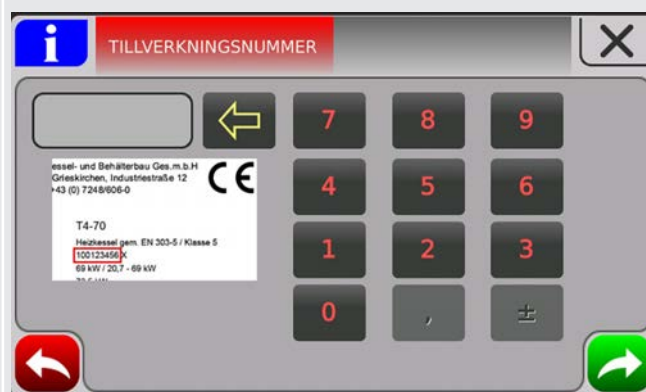 i
TILLVERKNINGSNUMMER
X
7 8 9
essel- und Behälterbau Ges.m.b.H
Grieskirchen, Industriestraße 12
+43 (0) 7248/606-0
CE
4 5 6
T4-70
Heizkessel gem. EN 303-5 / Klasse 5
100123456 X
69 kW / 20,7 - 69 kW
1 2 3
0 , ±